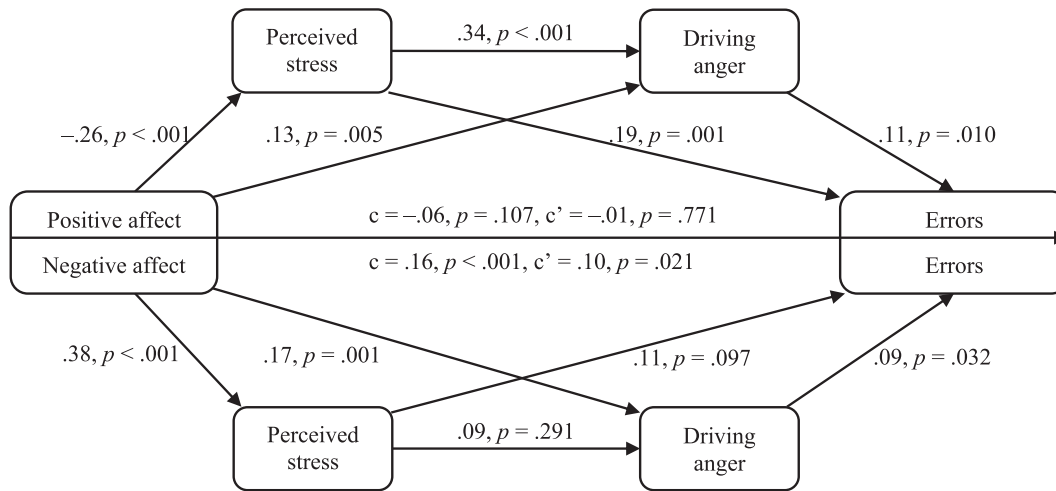 Perceived
stress
.34, p < .001
Driving
anger
–.26, p < .001
.13, p = .005
.19, p = .001
.11, p = .010
Positive affect
c = –.06, p = .107, c’ = –.01, p = .771
Errors
Negative affect
c = .16, p < .001, c’ = .10, p = .021
Errors
.38, p < .001
.17, p = .001
.11, p = .097
.09, p = .032
Perceived
stress
.09, p = .291
Driving
anger